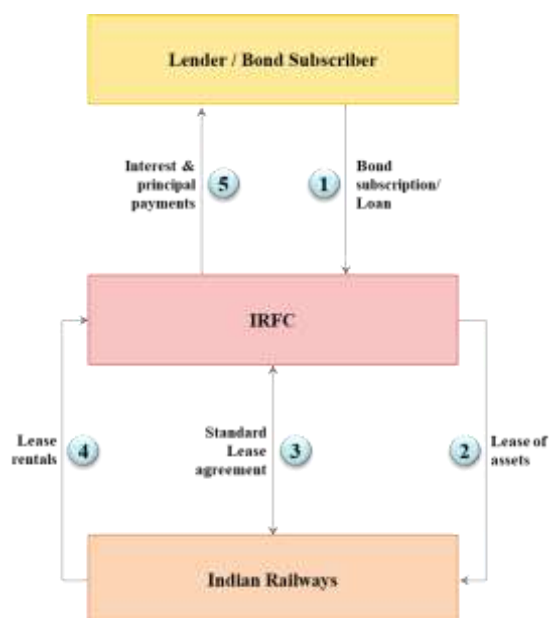 Lender / Bond Subscriber
Interest &
principal
payments
5
1
Bond
subscription/
Loan
IRFC
Lease
rentals
4
Standard
Lease
agreement
3
2
Lease of
assets
Indian Railways